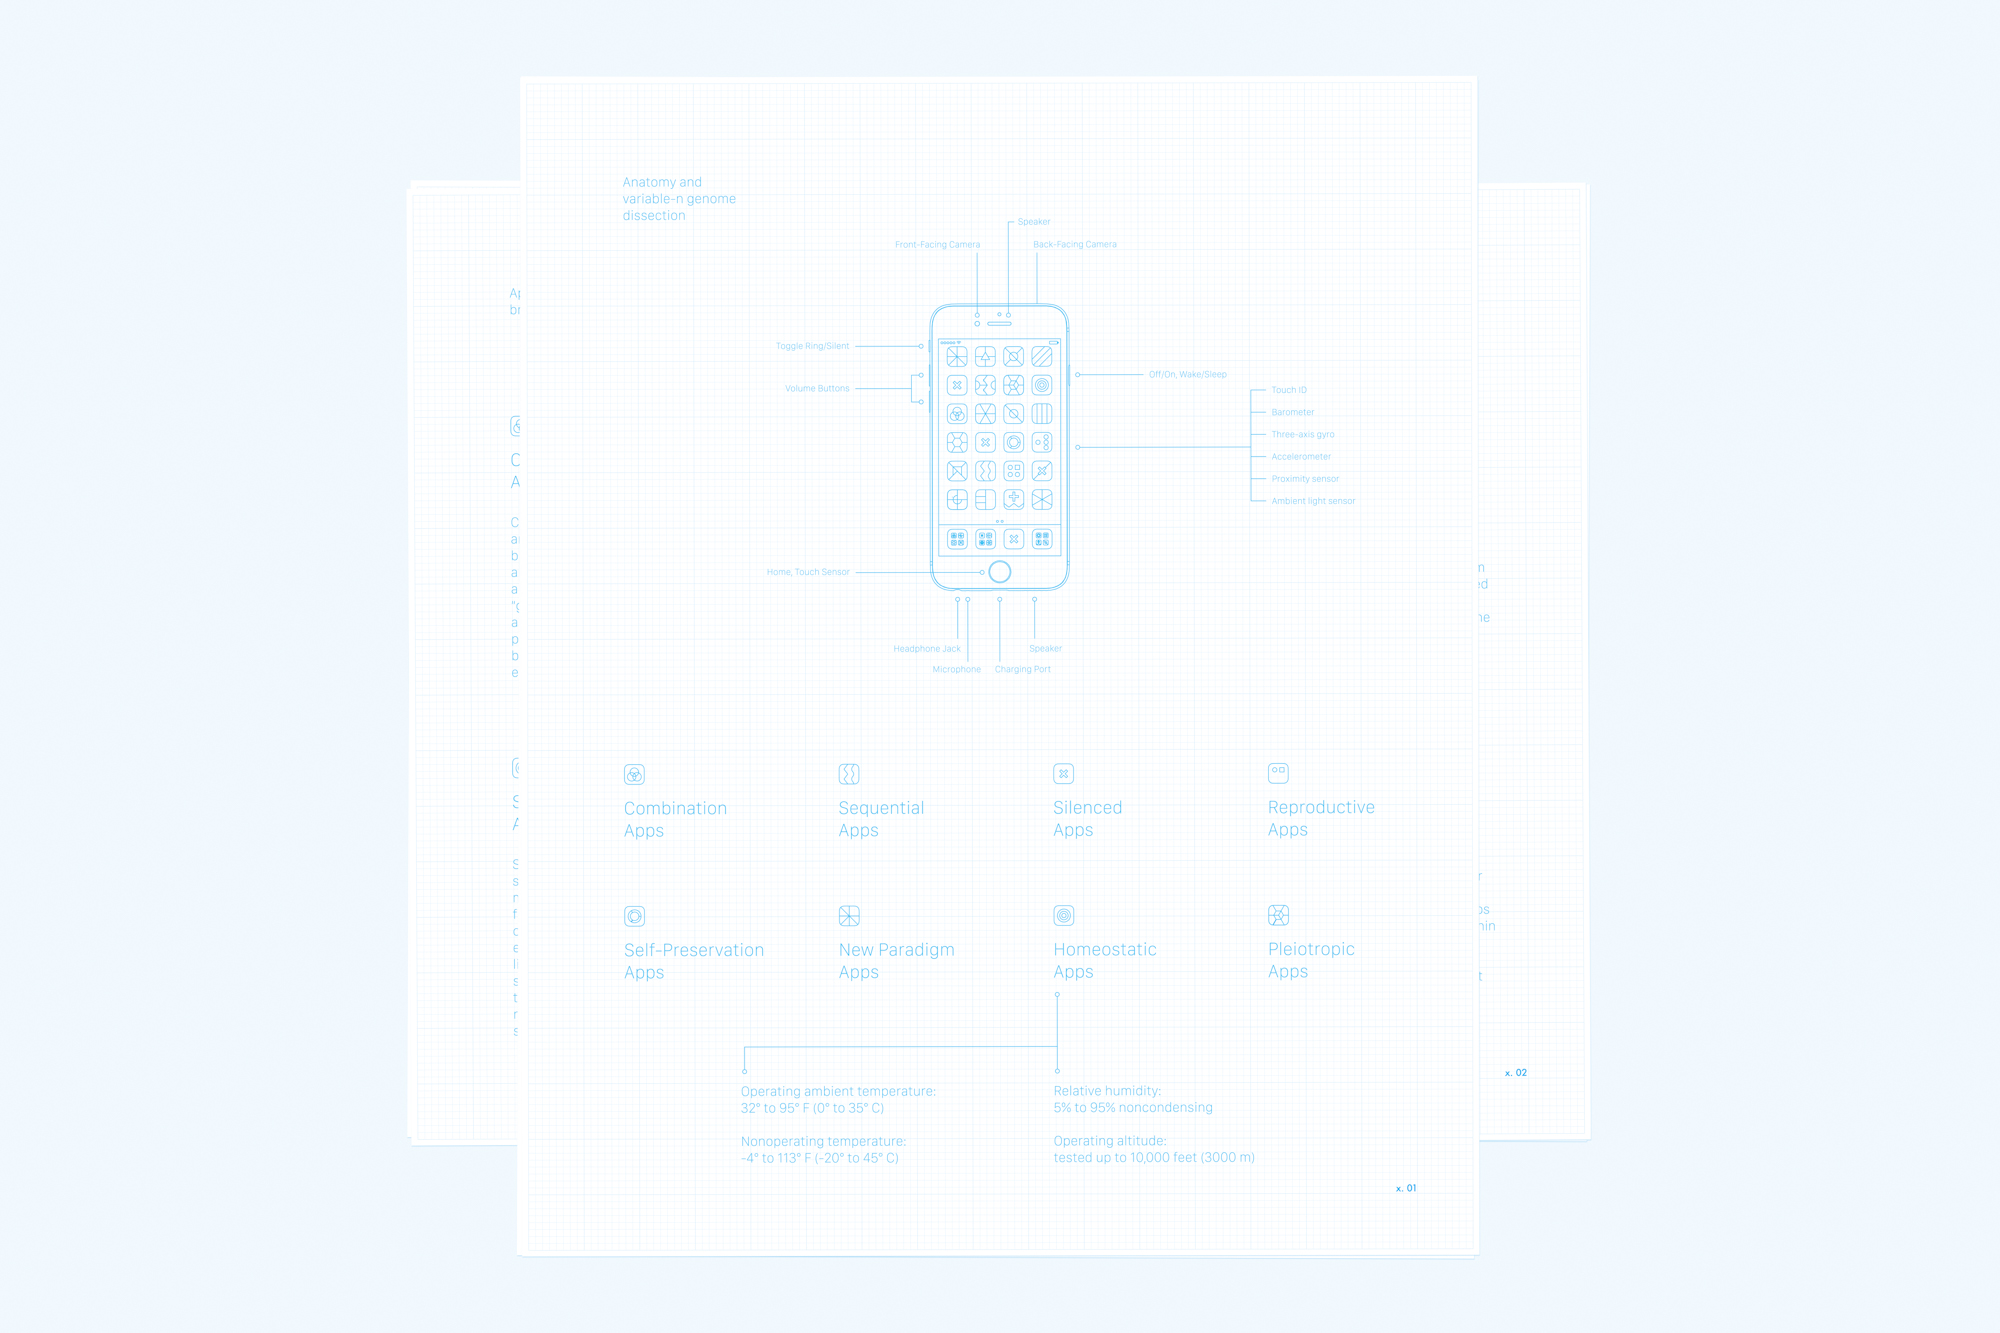 Anatomy and
variable-n genome
dissection
Speaker
Front-Facing Camera
Back-Facing Camera
Toggle Ring/Silent
Volume Buttons
Off/On, Wake/Sleep
Touch ID
Barometer
Three-axis gyro
Accelerometer
Proximity sensor
Ambient light sensor
Home, Touch Sensor
Headphone Jack
Speaker
Microphone
Charging Port
Combination
Apps
Sequential
Apps
Silenced
Apps
Reproductive
Apps
Self-Preservation
Apps
New Paradigm
Apps
Homeostatic
Apps
Pleiotropic
Apps
Operating ambient temperature:
32° to 95° F (0° to 35° C)
Nonoperating temperature:
-4° to 113° F (-20° to 45° C)
Relative humidity:
5% to 95% noncondensing
Operating altitude:
tested up to 10,000 feet (3000 m)
x. 01
x. 02